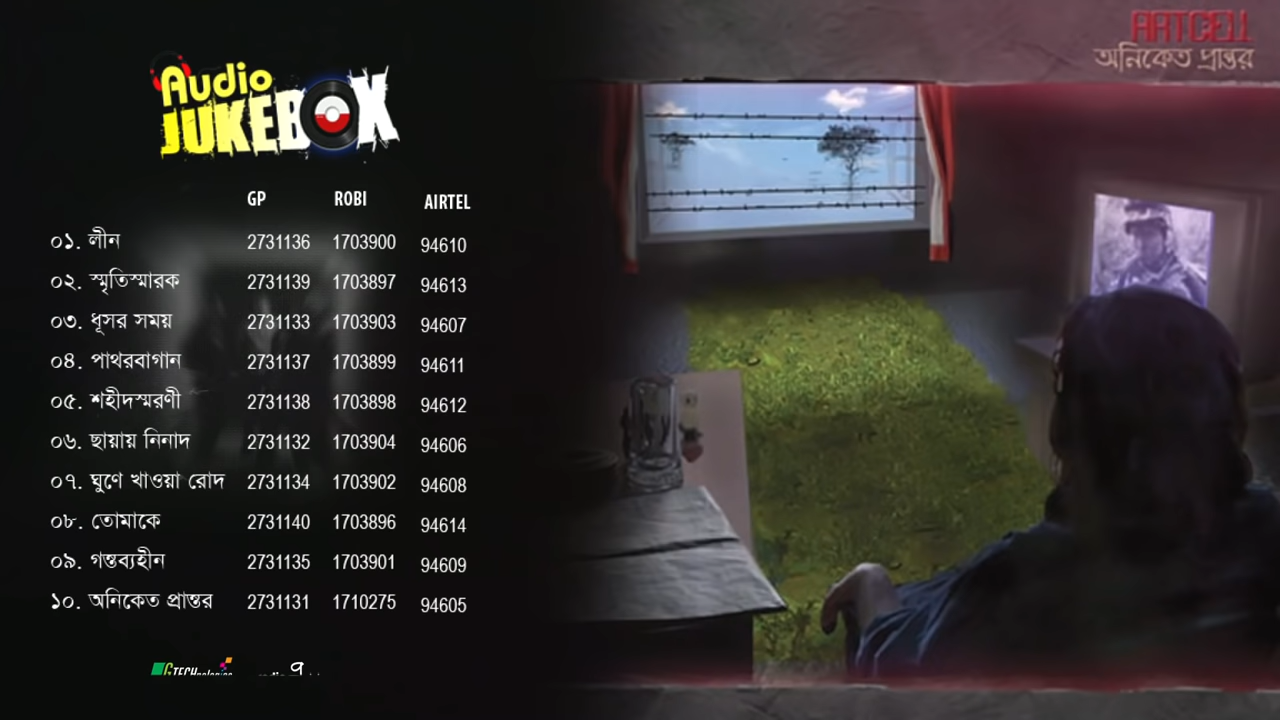 Audio
JUKEBOX
GP ROBI AIRTEL
০১. লীন 2731136 1703900 94610
০২. স্মৃতিস্মারক 2731139 1703897 94613
০৩. ধূসর সময় 2731133 1703903 94607
০৪. পাথরবাগান 2731137 1703899 94611
০৫. শহীদস্মরণী 2731138 1703898 94612
০৬. ছায়ায় নিনাদ 2731132 1703904 94606
০৭. ঘুণে খাওয়া রোদ 2731134 1703902 94608
০৮. তোমাকে 2731140 1703896 94614
০৯. গন্তব্যহীন 2731135 1703901 94609
১০. অনিকেত প্রান্তর 2731131 1710275 94605
GTECHnologies
ARTCELL
অনিকেত প্রান্তর